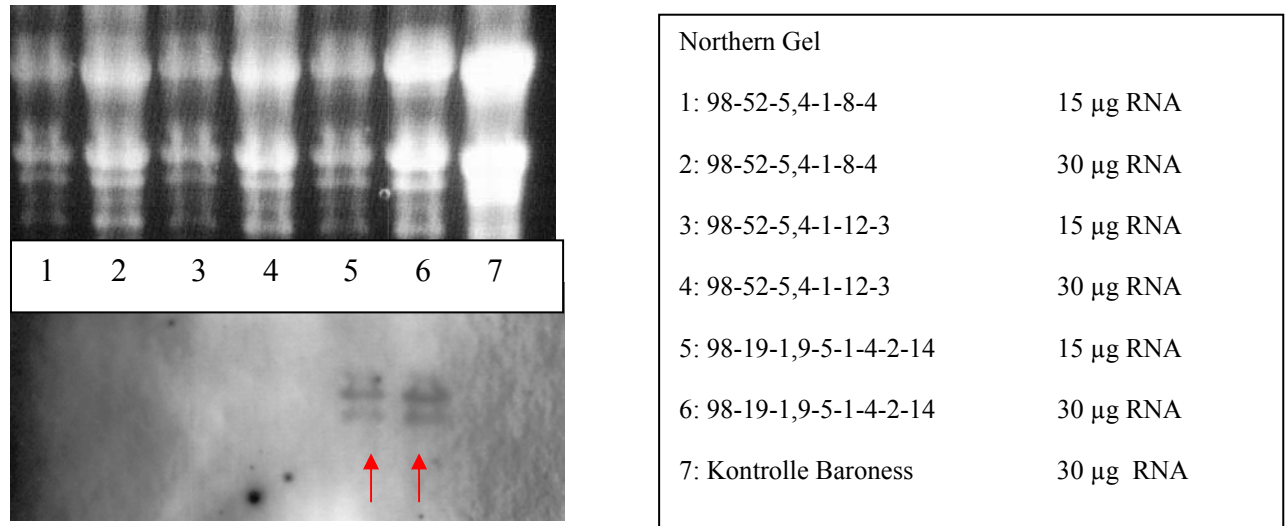 1 2 3 4 5 6 7
Northern Gel
1: 98-52-5,4-1-8-4 15 µg RNA
2: 98-52-5,4-1-8-4 30 µg RNA
3: 98-52-5,4-1-12-3 15 µg RNA
4: 98-52-5,4-1-12-3 30 µg RNA
5: 98-19-1,9-5-1-4-2-14 15 µg RNA
6: 98-19-1,9-5-1-4-2-14 30 µg RNA
7: Kontrolle Baroness 30 µg RNA